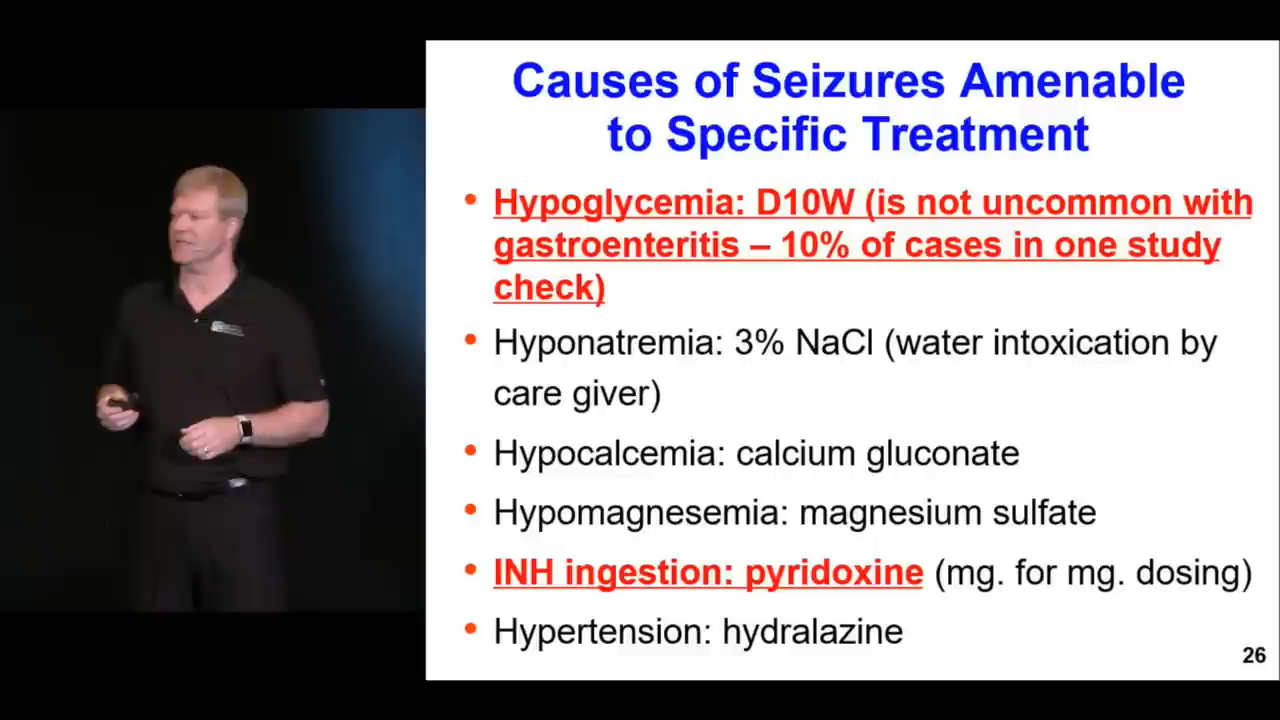 Causes of Seizures Amenable
to Specific Treatment
• Hypoglycemia: D10W (is not uncommon with
gastroenteritis – 10% of cases in one study
check)
• Hyponatremia: 3% NaCl (water intoxication by
care giver)
• Hypocalcemia: calcium gluconate
• Hypomagnesemia: magnesium sulfate
• INH ingestion: pyridoxine (mg. for mg. dosing)
• Hypertension: hydralazine
26